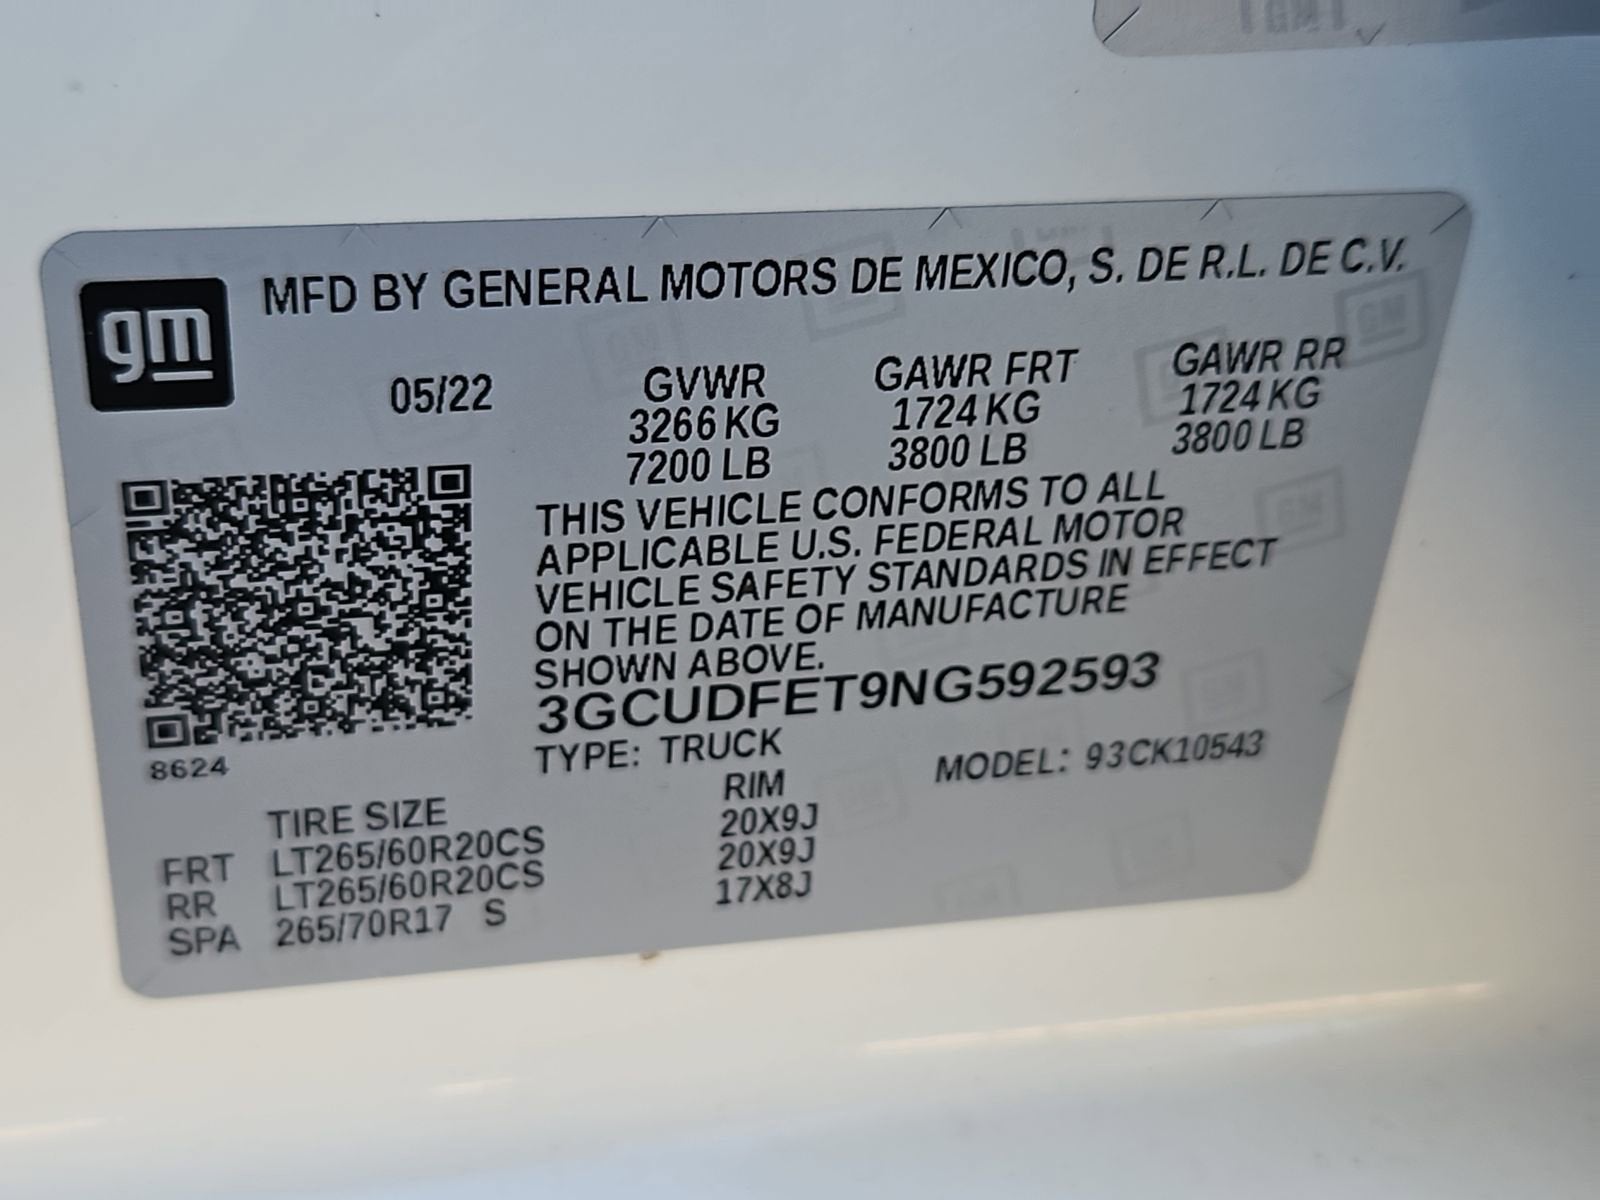 gm
MFD BY GENERAL MOTORS DE MEXICO, S. DE R.L. DE C.V.
05/22 GVWR GAWR FRT GAWR RR
3266 KG 1724 KG 1724 KG
7200 LB 3800 LB 3800 LB
THIS VEHICLE CONFORMS TO ALL
APPLICABLE U.S. FEDERAL MOTOR
VEHICLE SAFETY STANDARDS IN EFFECT
ON THE DATE OF MANUFACTURE
SHOWN ABOVE.
3GCUDFET9NG592593
8624
TYPE: TRUCK MODEL: 93CK10543
TIRE SIZE RIM
FRT LT265/60R20CS 20X9J
RR LT265/60R20CS 20X9J
SPA 265/70R17 S 17X8J